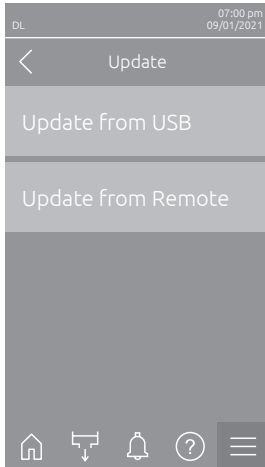 07:00 pm
DL 09/01/2021
Update
Update from USB
Update from Remote
?